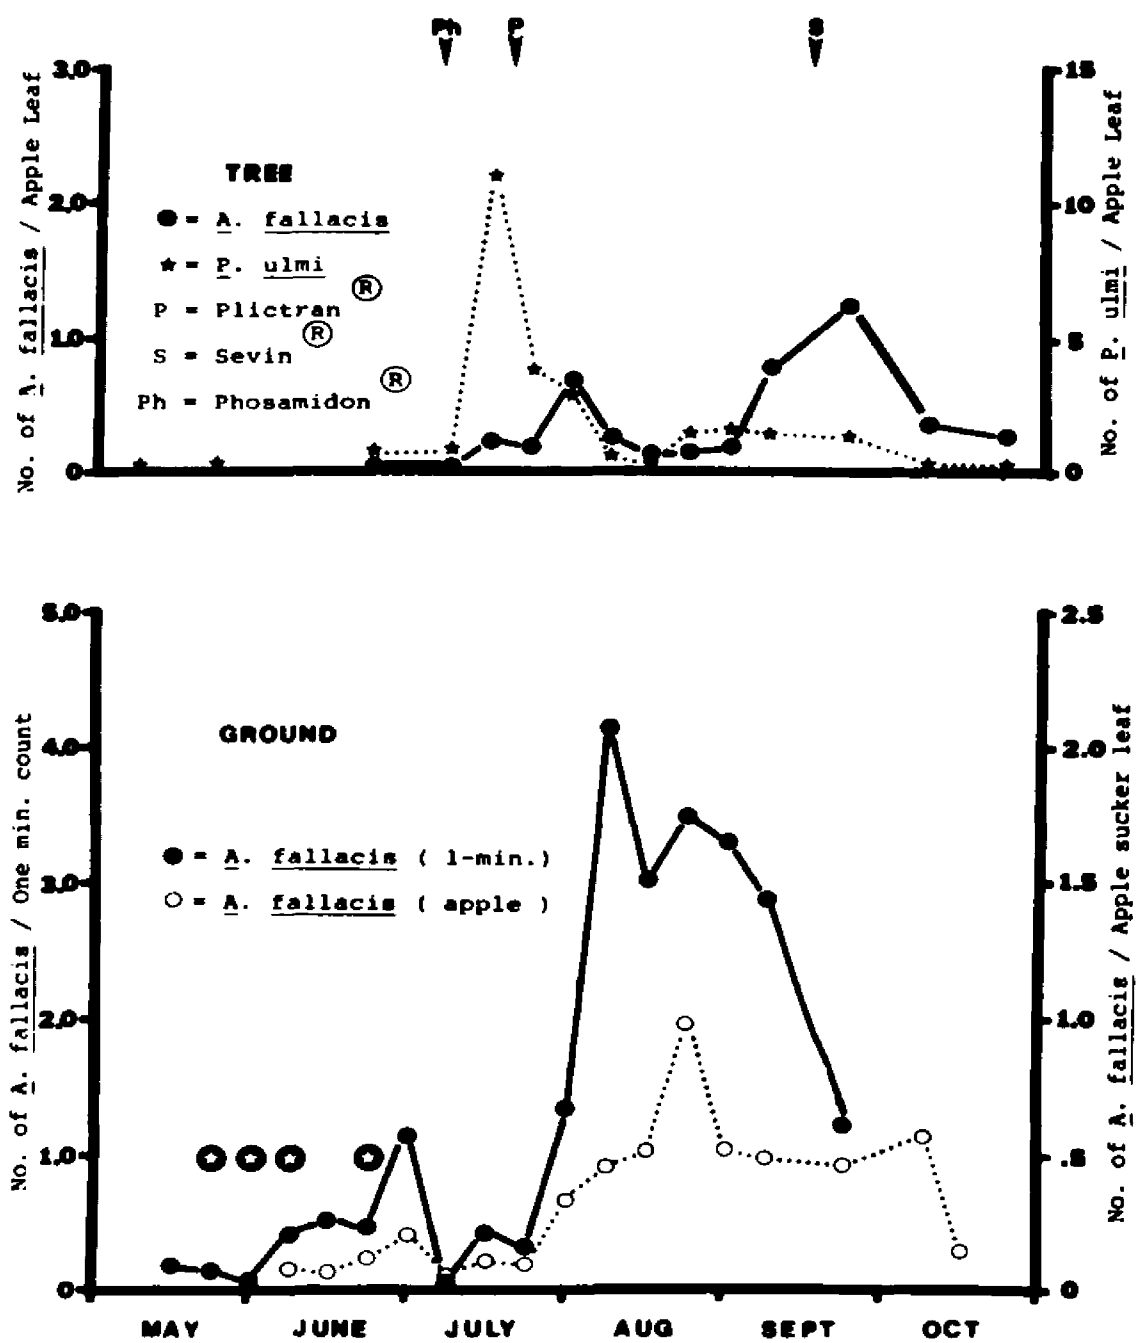 Ph P S
3.0
2.0
1.0
0
No. of A. fallacis / Apple Leaf
TREE
● = A. fallacis
★ = P. ulmi
P = Plictran ®
S = Sevin ®
Ph = Phosamidon ®
15
10
5
0
No. of P. ulmi / Apple Leaf
5.0
4.0
3.0
2.0
1.0
0
No. of A. fallacis / One min. count
GROUND
● = A. fallacis ( 1-min.)
○ = A. fallacis ( apple )
2.5
2.0
1.5
1.0
.5
0
No. of A. fallacis / Apple sucker leaf
MAY JUNE JULY AUG SEPT OCT